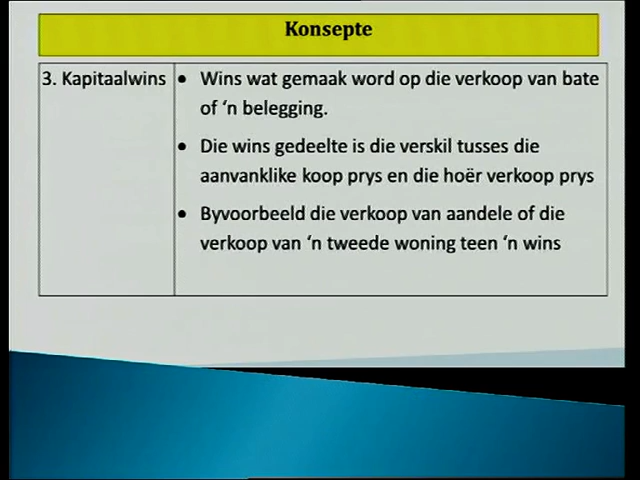 Konsepte
3. Kapitaalwins
• Wins wat gemaak word op die verkoop van bate
of ‘n belegging.
• Die wins gedeelte is die verskil tusses die
aanvanklike koop prys en die hoër verkoop prys
• Byvoorbeeld die verkoop van aandele of die
verkoop van ‘n tweede woning teen ‘n wins